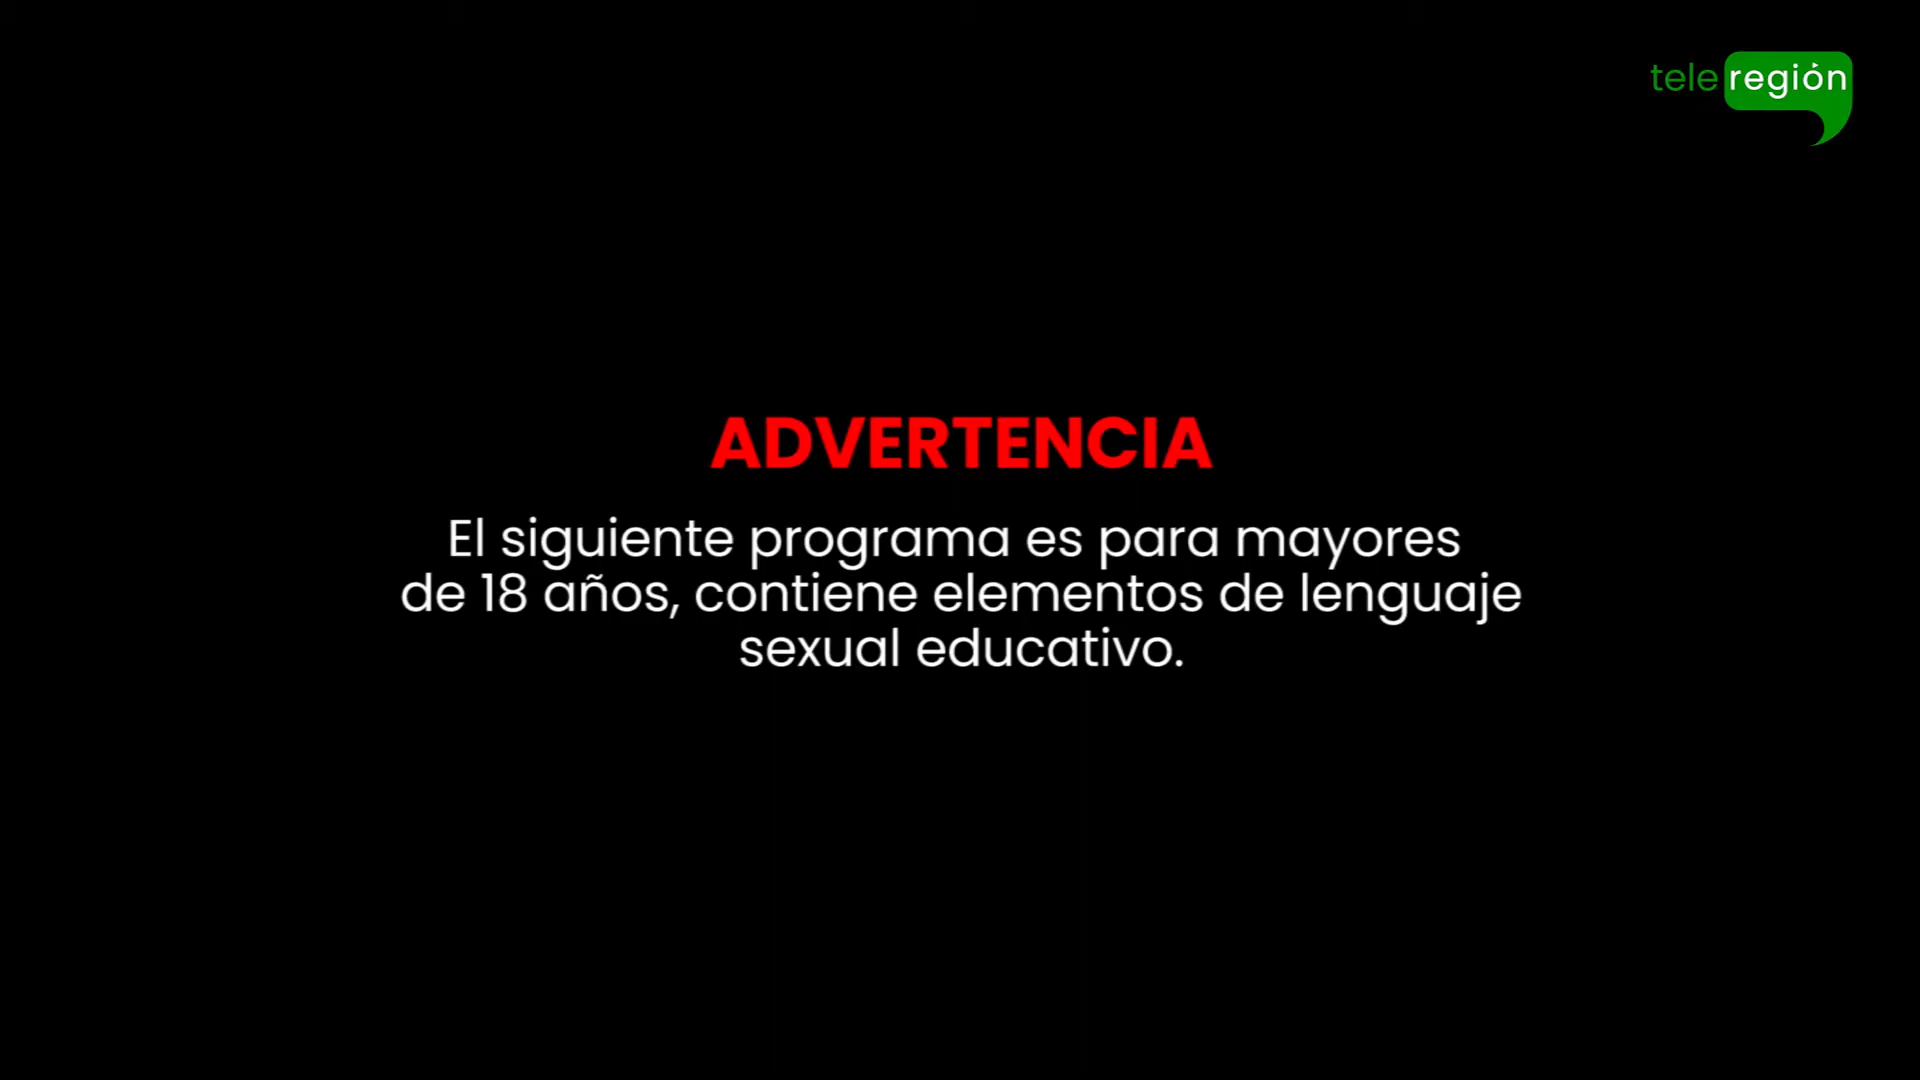 tele región
ADVERTENCIA
El siguiente programa es para mayores
de 18 años, contiene elementos de lenguaje
sexual educativo.